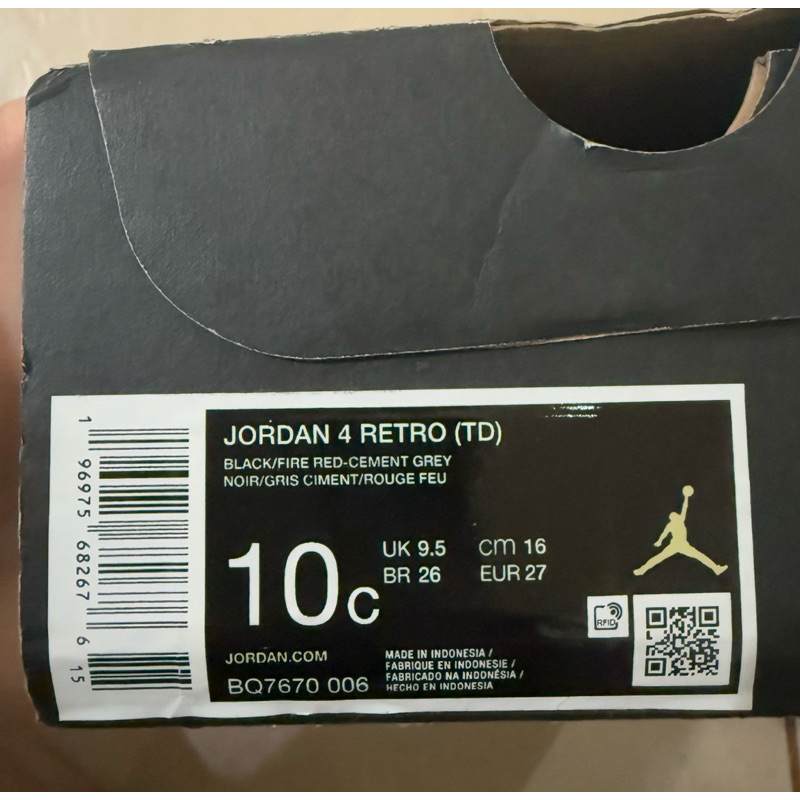 JORDAN 4 RETRO (TD)
BLACK/FIRE RED-CEMENT GREY
NOIR/GRIS CIMENT/ROUGE FEU
10c
UK 9.5 cm 16
BR 26 EUR 27
RFID
JORDAN.COM
BQ7670 006
MADE IN INDONESIA /
FABRIQUE EN INDONESIE /
FABRICADO NA INDONÉSIA /
HECHO EN INDONESIA
1 96975 68267 6 15